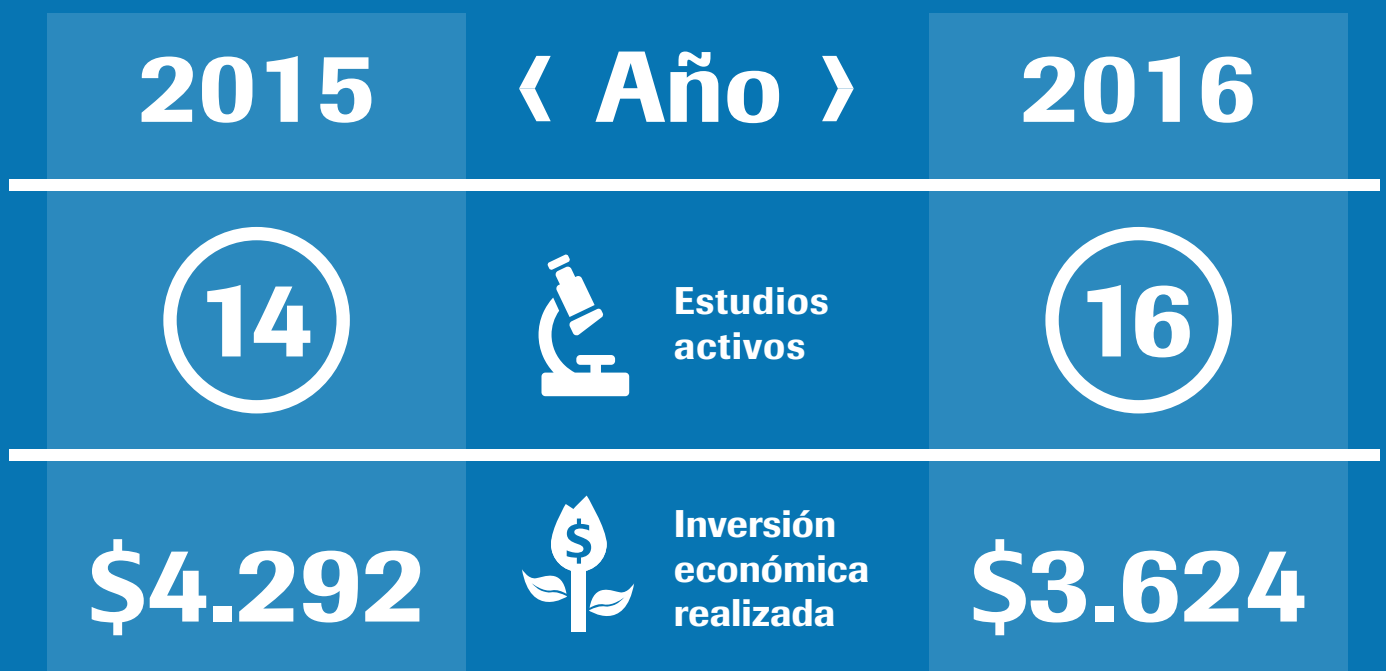 2015 ‹ Año › 2016
14
Estudios
activos
16
$4.292
$
Inversión
económica
realizada
$3.624